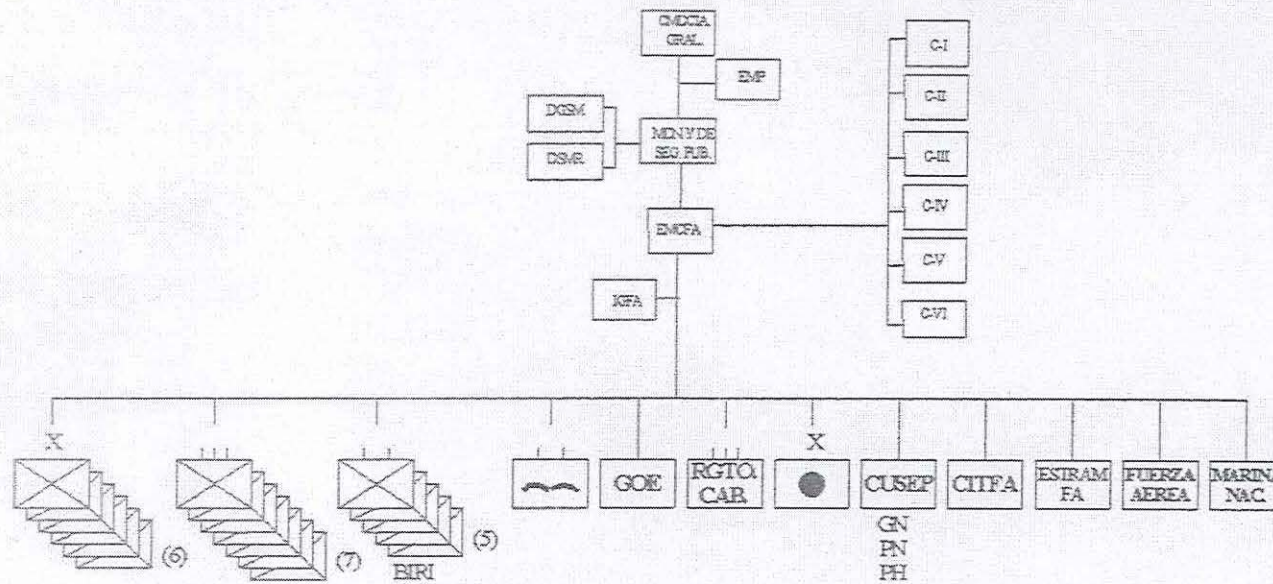 CMDCIA.
GRAL.
EMP
C-I
C-II
C-III
C-IV
C-V
C-VI
DGSM.
DSMR.
MDN Y DE
SEG. PUB.
EMCFA
IGFA
X
(6)
(7)
(5)
BIRI
GOE
RGTO.
CAB.
X
CUSEP
GN
PN
PH
CITFA
ESTRAM
FA
FUERZA
AEREA
MARINA
NAC.